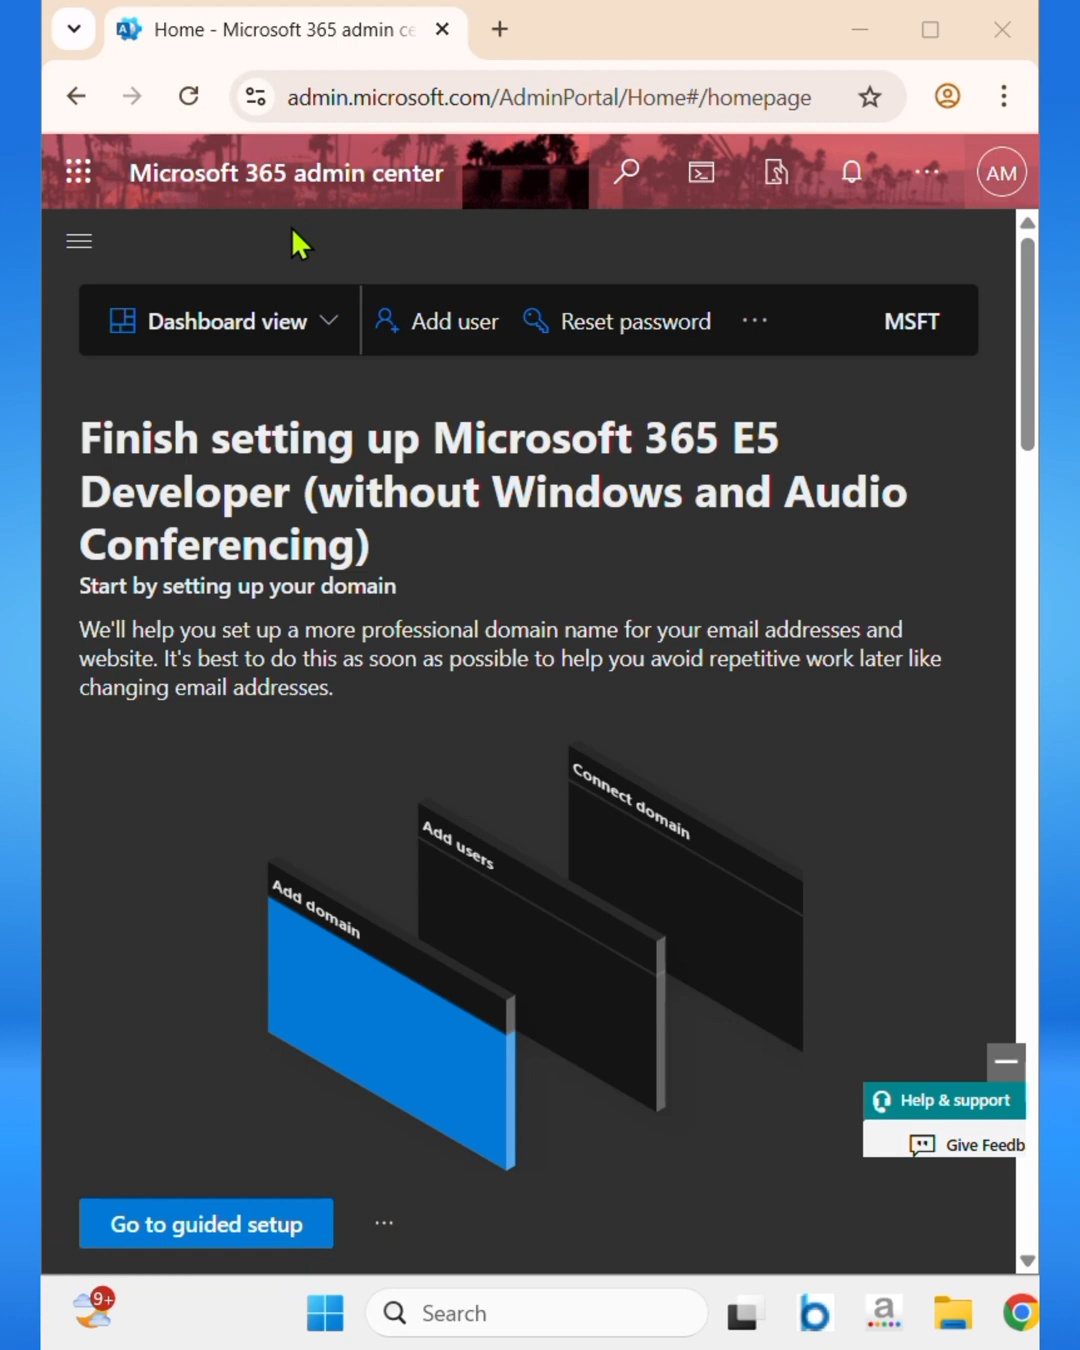 Home - Microsoft 365 admin ce
admin.microsoft.com/AdminPortal/Home#/homepage
Microsoft 365 admin center
AM
Dashboard view
Add user
Reset password
MSFT
Finish setting up Microsoft 365 E5
Developer (without Windows and Audio
Conferencing)
Start by setting up your domain
We'll help you set up a more professional domain name for your email addresses and
website. It's best to do this as soon as possible to help you avoid repetitive work later like
changing email addresses.
Connect domain
Add users
Add domain
Help & support
Give Feedb
Go to guided setup
9+
Search